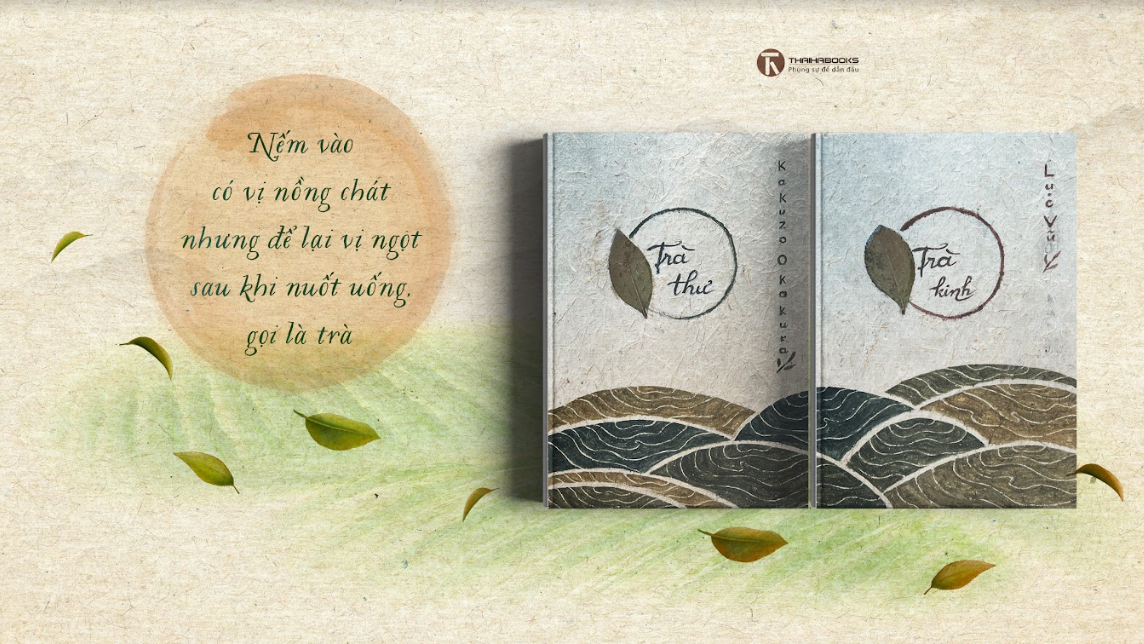 THAIHABOOKS
Phụng sự để dẫn đầu
Nếm vào
có vị nồng chát
nhưng để lại vị ngọt
sau khi nuốt uống,
gọi là trà
Kakuzo Okakura
Trà
thư
Lục Vũ
Trà
kinh